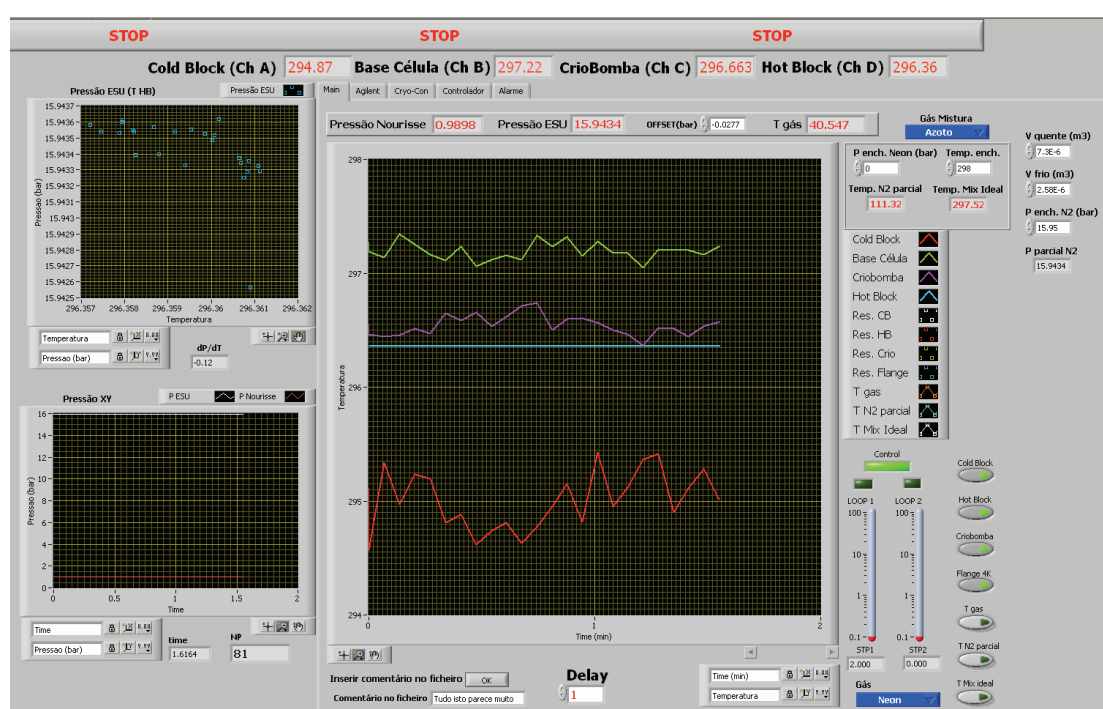 STOP STOP STOP
Cold Block (Ch A) 294.87 Base Célula (Ch B) 297.22 CrioBomba (Ch C) 296.663 Hot Block (Ch D) 296.36
Pressão ESU (T HB) Pressão ESU
15.9437
15.9436
15.9435
15.9434
15.9433
15.9432
15.9431
15.943
15.9429
15.9428
15.9427
15.9426
15.9425
Pressao (bar)
296.357 296.358 296.359 296.36 296.361 296.362
Temperatura
Temperatura
Pressao (bar)
dP/dT
-0.12
Pressão XY P ESU P Nourisse
16
14
12
10
8
6
4
2
0
Pressao (bar)
0 0.5 1 1.5 2
Time
Time
Pressao (bar)
time
1.6164
NP
81
Main Agilent Cryo-Con Controlador Alarme
Pressão Nourisse 0.9898 Pressão ESU 15.9434 OFFSET(bar) -0.0277 T gás 40.547
298
297
296
295
294
Temperatura
0 1 2
Time (min)
Inserir comentário no ficheiro OK
Comentário no ficheiro Tudo isto parece muito
Delay
1
Time (min)
Temperatura
Gás Mistura
Azoto
P ench. Neon (bar) Temp. ench.
0 298
Temp. N2 parcial Temp. Mix Ideal
111.32 297.52
V quente (m3)
7.3E-6
V frio (m3)
2.58E-6
P ench. N2 (bar)
15.95
P parcial N2
15.9434
Cold Block
Base Célula
Criobomba
Hot Block
Res. CB
Res. HB
Res. Crio
Res. Flange
T gas
T N2 parcial
T Mix Ideal
Control
LOOP 1 LOOP 2
100 100
10 10
1 1
0.1 0.1
STP1 STP2
2.000 0.000
Gás
Neon
Cold Block
Hot Block
Criobomba
Flange 4K
T gas
T N2 parcial
T Mix ideal